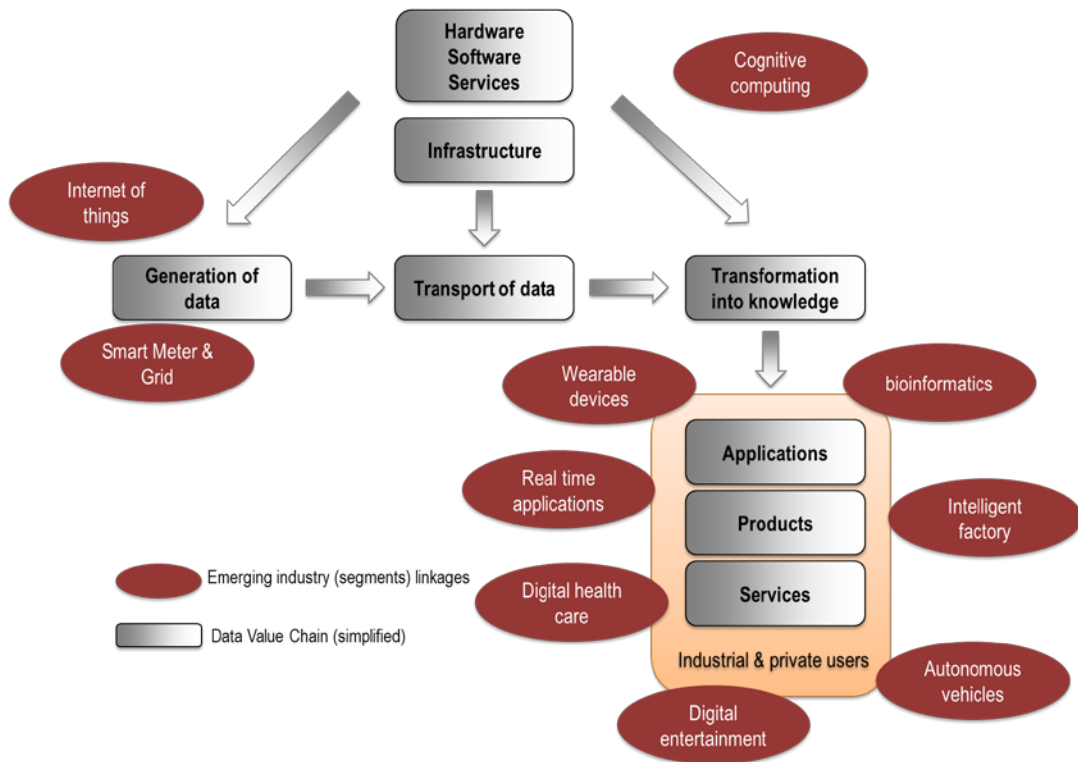 Hardware
Software
Services
Cognitive
computing
Infrastructure
Internet of
things
Generation of
data
Transport of data
Transformation
into knowledge
Smart Meter &
Grid
Wearable
devices
bioinformatics
Applications
Real time
applications
Products
Intelligent
factory
Emerging industry (segments) linkages
Digital health
care
Services
Data Value Chain (simplified)
Industrial & private users
Autonomous
vehicles
Digital
entertainment